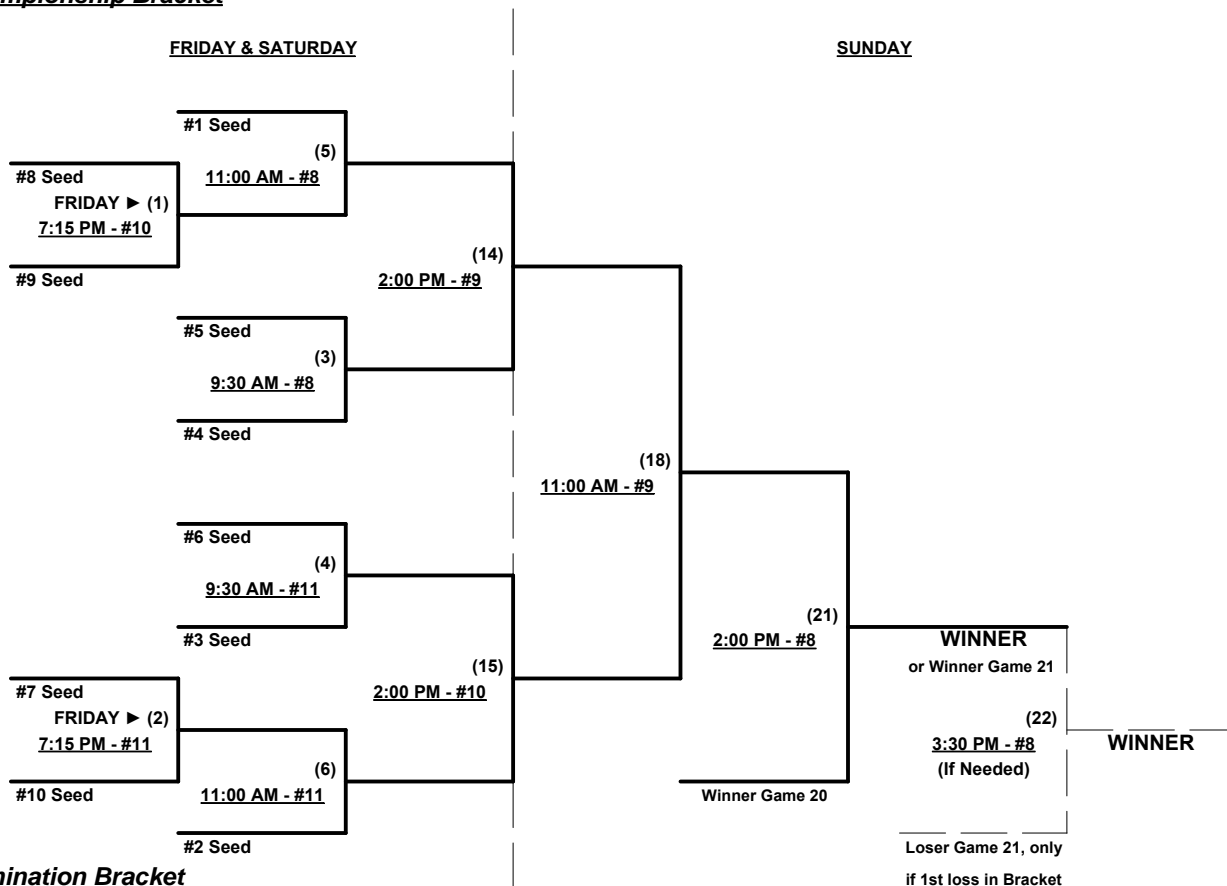 FRIDAY & SATURDAY
SUNDAY
#1 Seed
(5)
11:00 AM - #8
#8 Seed
FRIDAY ► (1)
7:15 PM - #10
#9 Seed
(14)
2:00 PM - #9
#5 Seed
(3)
9:30 AM - #8
#4 Seed
(18)
11:00 AM - #9
#6 Seed
(4)
9:30 AM - #11
#3 Seed
(21)
2:00 PM - #8
WINNER
or Winner Game 21
(15)
2:00 PM - #10
#7 Seed
FRIDAY ► (2)
7:15 PM - #11
#10 Seed
(22)
3:30 PM - #8
(If Needed)
WINNER
(6)
11:00 AM - #11
Winner Game 20
#2 Seed
Loser Game 21, only
if 1st loss in Bracket
Bracket